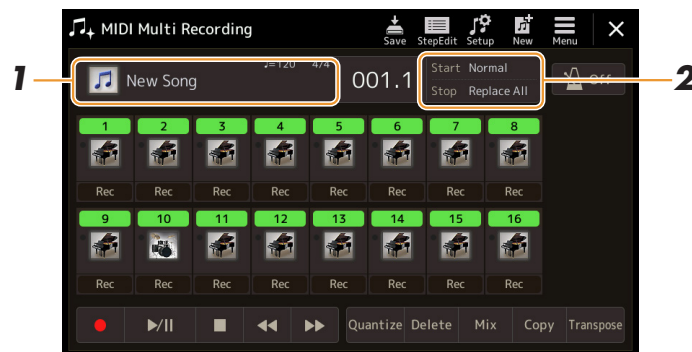 MIDI Multi Recording
Save StepEdit Setup New Menu
1
New Song
♩=120 4/4
001.1
Start Normal
Stop Replace All
Off
2
1 2 3 4 5 6 7 8
Rec Rec Rec Rec Rec Rec Rec Rec
9 10 11 12 13 14 15 16
Rec Rec Rec Rec Rec Rec Rec Rec
Quantize Delete Mix Copy Transpose